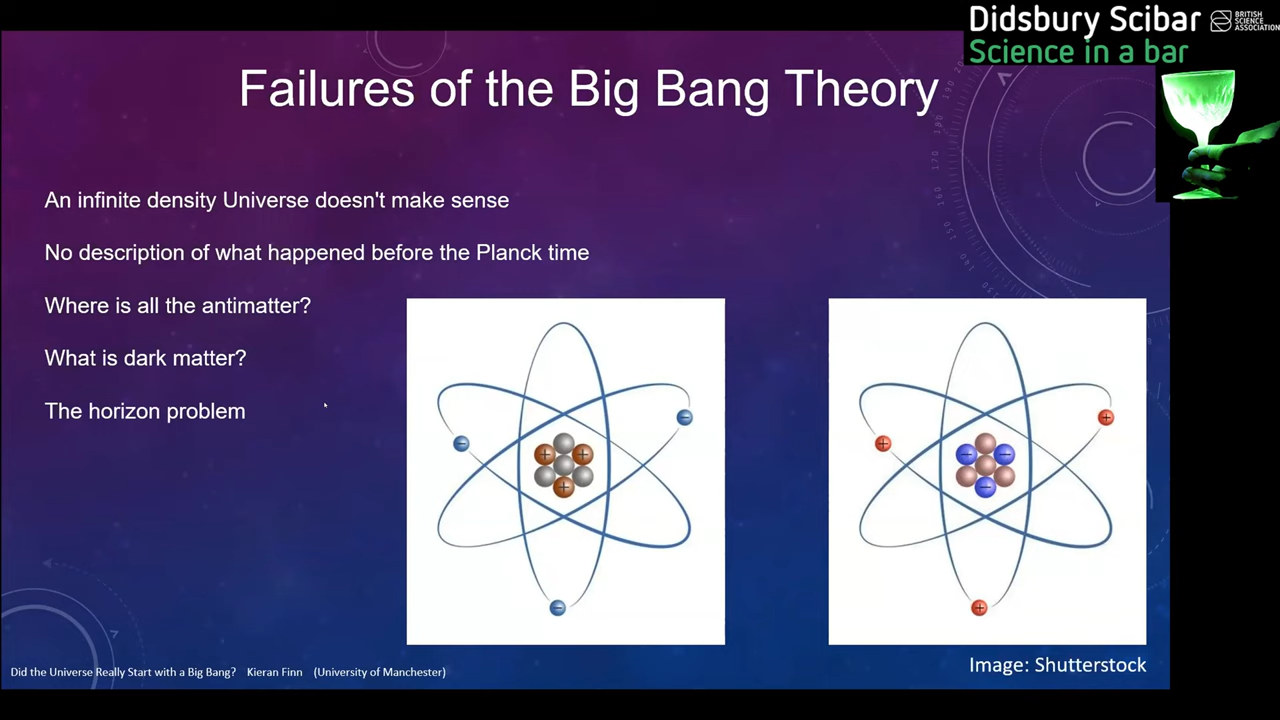 Didsbury Scibar
BRITISH
SCIENCE
ASSOCIATION
Science in a bar
Failures of the Big Bang Theory
An infinite density Universe doesn't make sense
No description of what happened before the Planck time
Where is all the antimatter?
What is dark matter?
The horizon problem
Image: Shutterstock
Did the Universe Really Start with a Big Bang? Kieran Finn (University of Manchester)